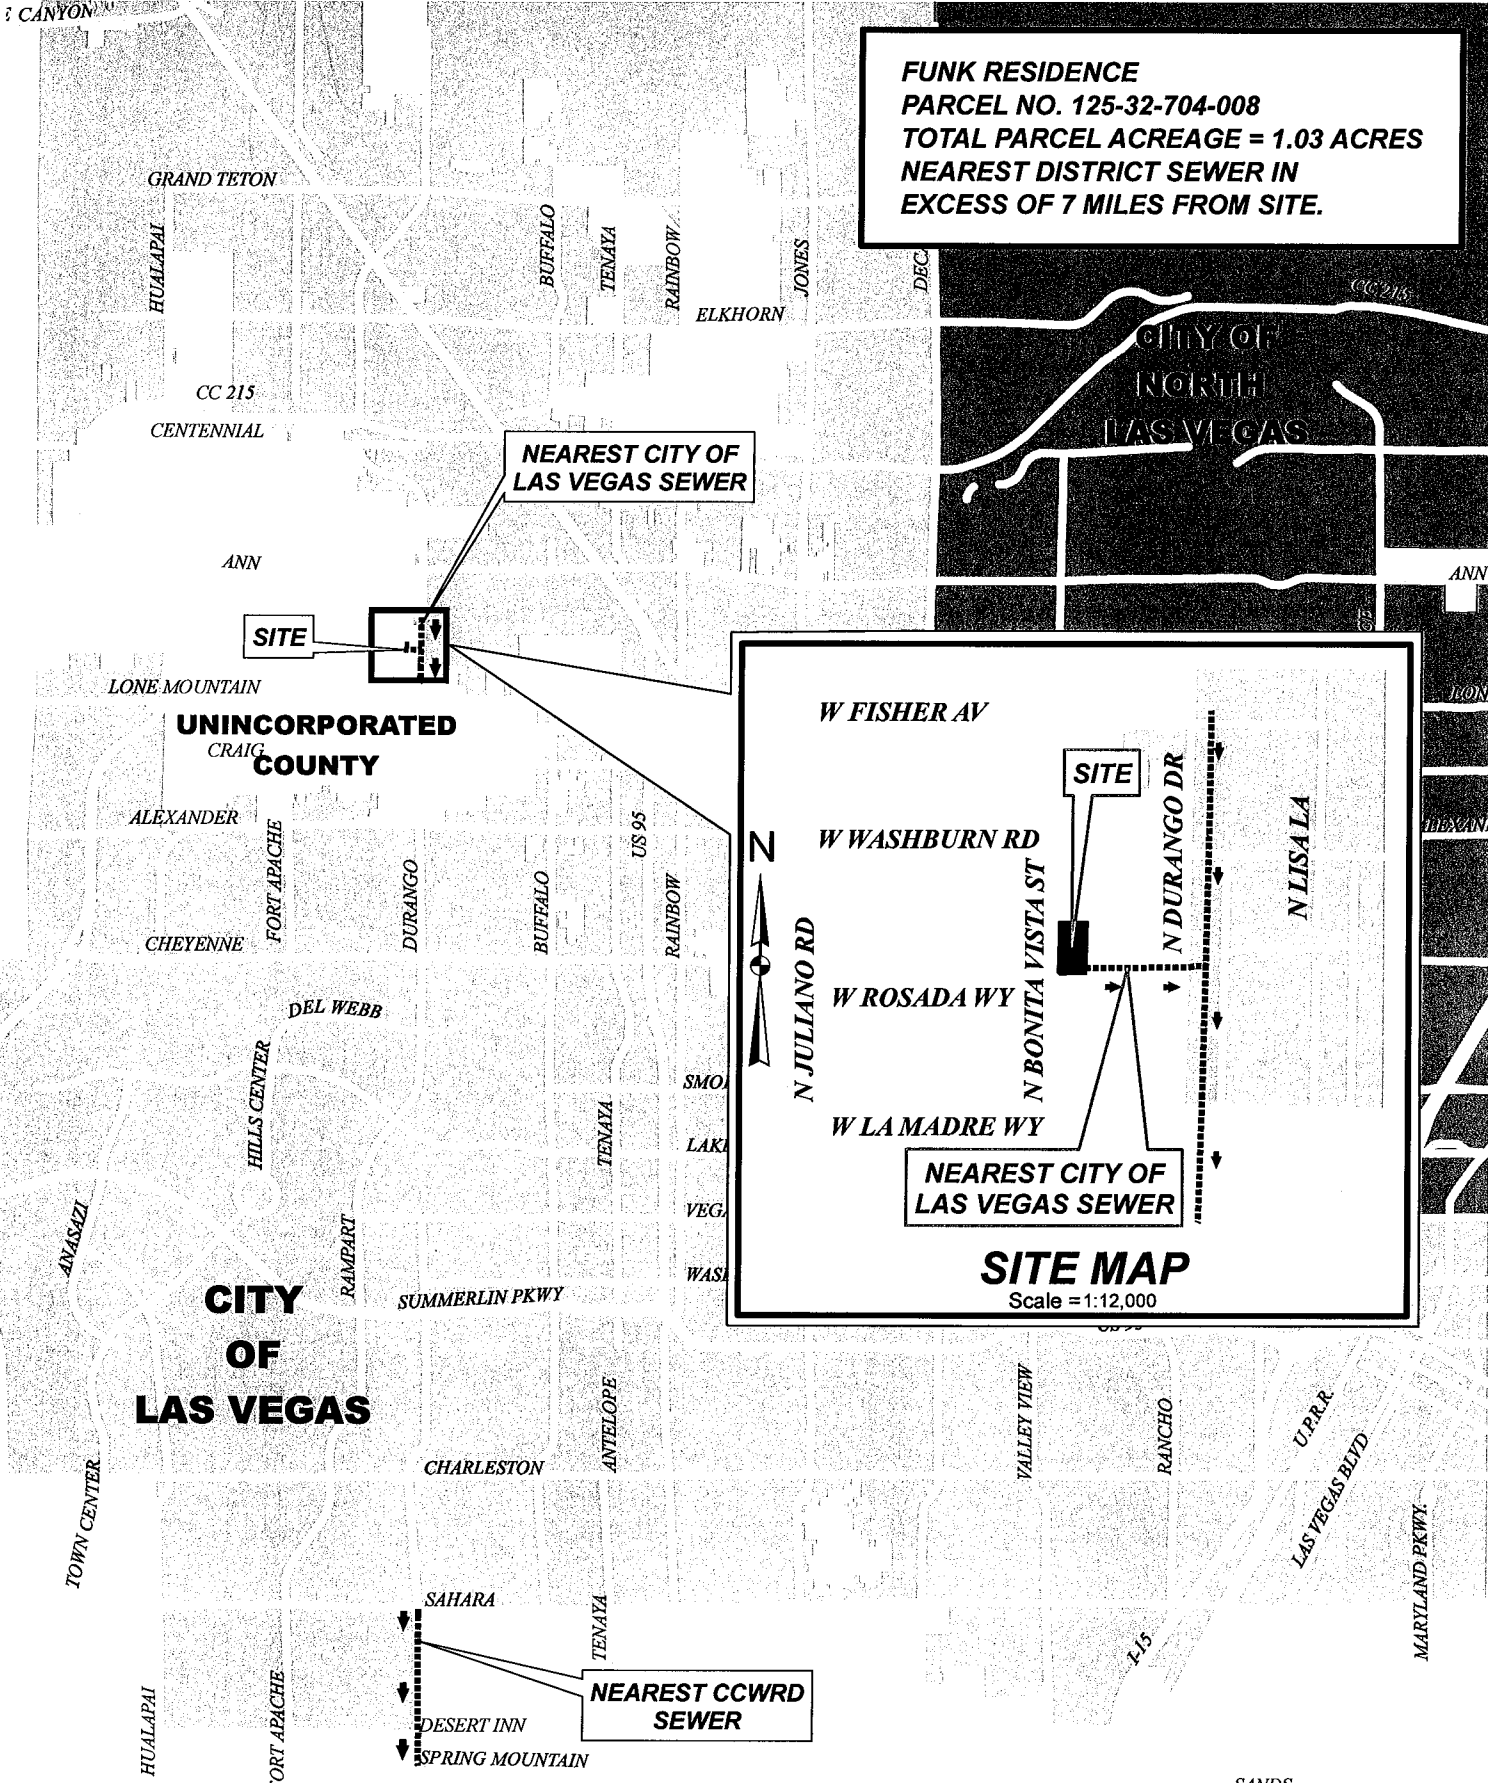 CANYON
FUNK RESIDENCE
PARCEL NO. 125-32-704-008
TOTAL PARCEL ACREAGE = 1.03 ACRES
NEAREST DISTRICT SEWER IN
EXCESS OF 7 MILES FROM SITE.
GRAND TETON
HUALAPAI
BUFFALO
TENAYA
RAINBOW
JONES
ELKHORN
CC 215
CITY OF
NORTH
LAS VEGAS
CC 215
CENTENNIAL
NEAREST CITY OF
LAS VEGAS SEWER
ANN
ANN
SITE
LONE MOUNTAIN
UNINCORPORATED
COUNTY
CRAIG
ALEXANDER
FORT APACHE
DURANGO
BUFFALO
US 95
RAINBOW
CHEYENNE
DEL WEBB
HILLS CENTER
TENAYA
ANASAZI
RAMPART
SUMMERLIN PKWY
CITY
OF
LAS VEGAS
W FISHER AV
SITE
N DURANGO DR
N LISA LA
W WASHBURN RD
N
N JULIANO RD
N BONITA VISTA ST
W ROSADA WY
W LA MADRE WY
NEAREST CITY OF
LAS VEGAS SEWER
SITE MAP
Scale = 1:12,000
ANTELOPE
VALLEY VIEW
RANCHO
U.P.R.R.
LAS VEGAS BLVD
CHARLESTON
TOWN CENTER
MARYLAND PKWY.
SAHARA
TENAYA
I-15
NEAREST CCWRD
SEWER
HUALAPAI
ORT APACHE
DESERT INN
SPRING MOUNTAIN